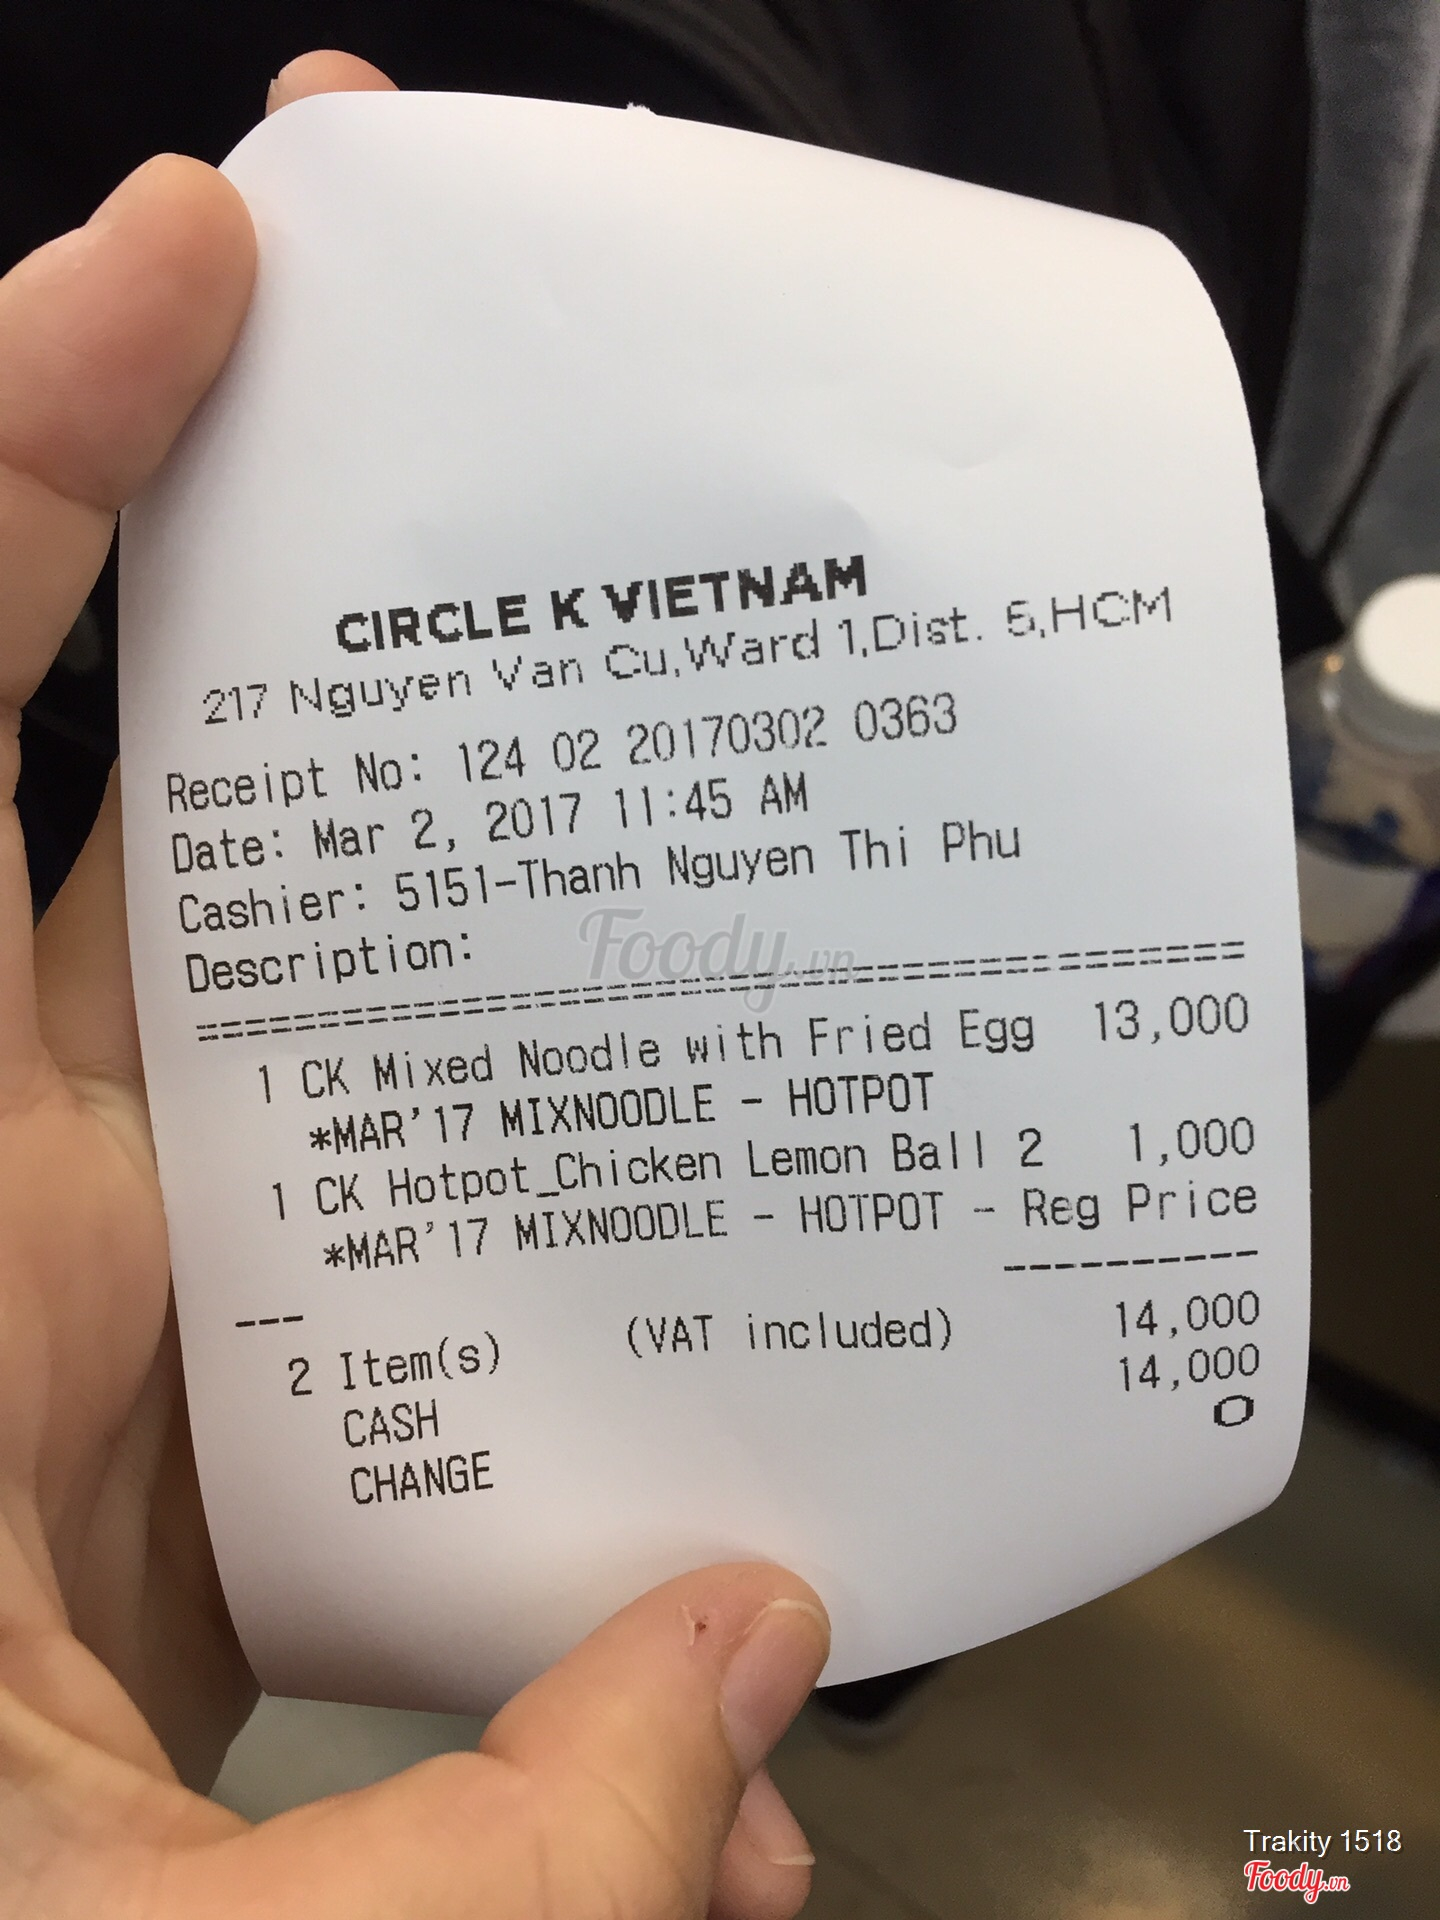 CIRCLE K VIETNAM
217 Nguyen Van Cu,Ward 1,Dist. 5,HCM
Receipt No: 124 02 20170302 0363
Date: Mar 2, 2017 11:45 AM
Cashier: 5151-Thanh Nguyen Thi Phu
Description:
Foody.vn
==========================================
1 CK Mixed Noodle with Fried Egg 13,000
*MAR'17 MIXNOODLE - HOTPOT
1 CK Hotpot_Chicken Lemon Ball 2 1,000
*MAR'17 MIXNOODLE - HOTPOT - Reg Price
--- ----------
2 Item(s) (VAT included) 14,000
CASH 14,000
CHANGE 0
Trakity 1518
Foody.vn